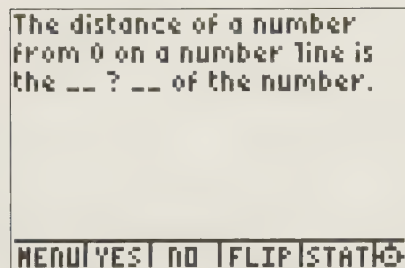 The distance of a number
from 0 on a number line is
the __ ? __ of the number.
MENU YES NO FLIP STAT